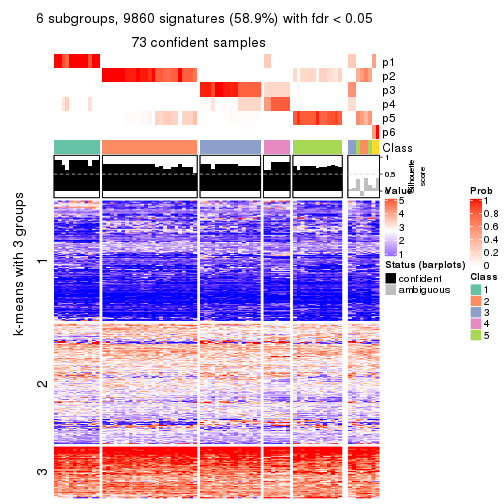 6 subgroups, 9860 signatures (58.9%) with fdr < 0.05
73 confident samples
p1
p2
p3
p4
p5
p6
Class
1
0.5
0
Silhouette
score
k-means with 3 groups
1
2
3
Value
5
4
3
2
1
Status (barplots)
confident
ambiguous
Prob
1
0.8
0.6
0.4
0.2
0
Class
1
2
3
4
5